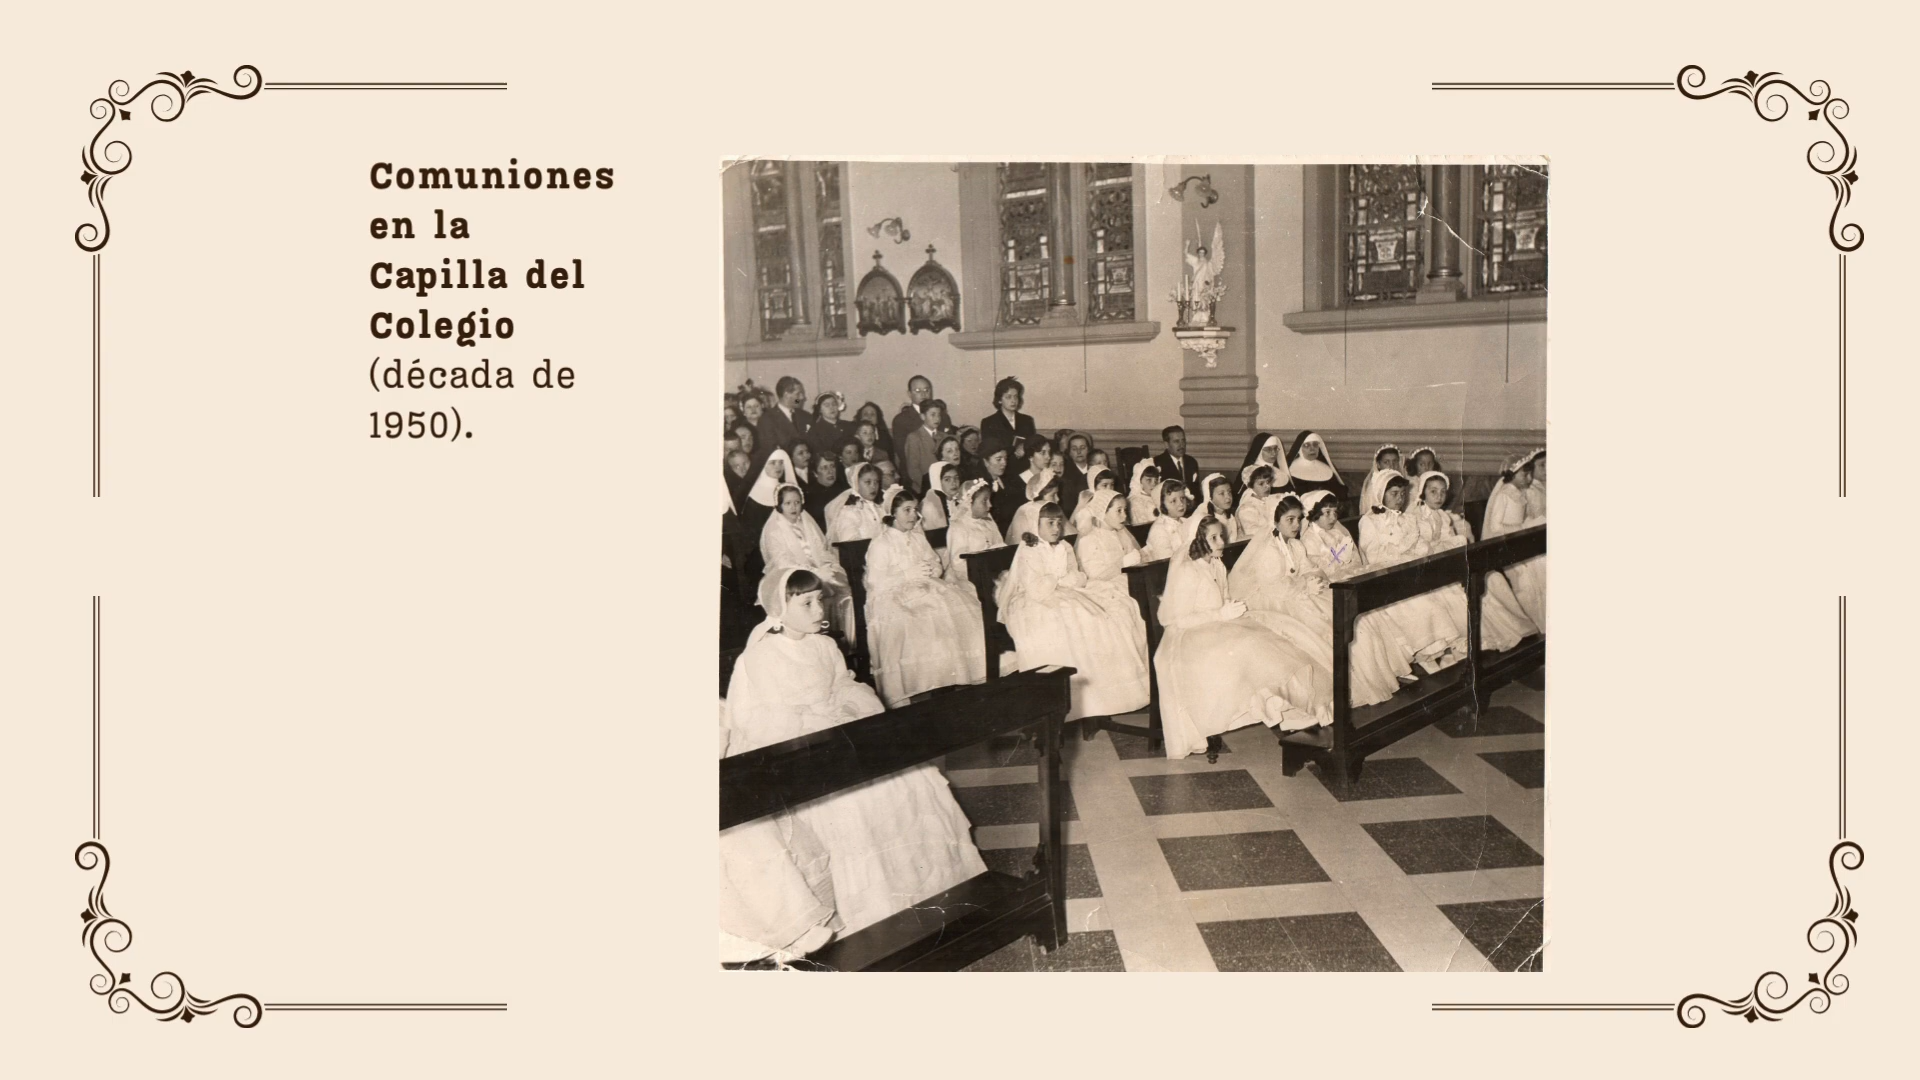 Comuniones
en la
Capilla del
Colegio
(década de
1950).